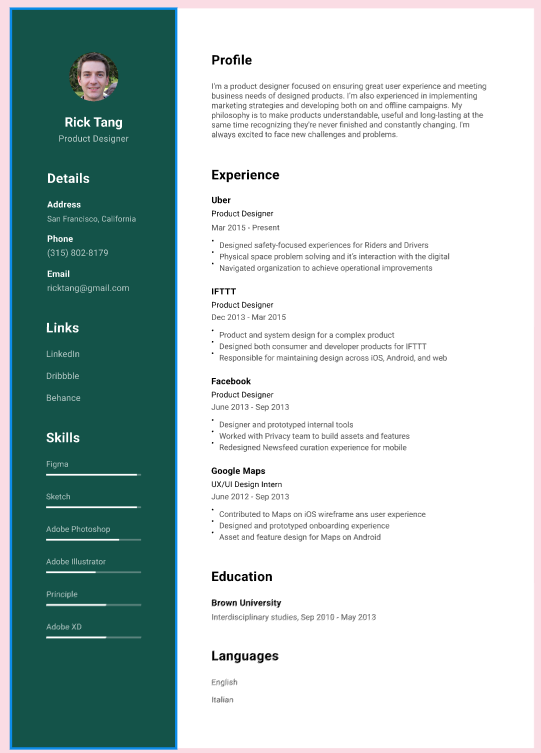 Rick Tang
Product Designer
Details
Address
San Francisco, California
Phone
(315) 802-8179
Email
ricktang@gmail.com
Links
LinkedIn
Dribbble
Behance
Skills
Figma
Sketch
Adobe Photoshop
Adobe Illustrator
Principle
Adobe XD
Profile
I'm a product designer focused on ensuring great user experience and meeting
business needs of designed products. I'm also experienced in implementing
marketing strategies and developing both on and offline campaigns. My
philosophy is to make products understandable, useful and long-lasting at the
same time recognizing they're never finished and constantly changing. I'm
always excited to face new challenges and problems.
Experience
Uber
Product Designer
Mar 2015 - Present
• Designed safety-focused experiences for Riders and Drivers
• Physical space problem solving and it's interaction with the digital
• Navigated organization to achieve operational improvements
IFTTT
Product Designer
Dec 2013 - Mar 2015
• Product and system design for a complex product
• Designed both consumer and developer products for IFTTT
• Responsible for maintaining design across iOS, Android, and web
Facebook
Product Designer
June 2013 - Sep 2013
• Designer and prototyped internal tools
• Worked with Privacy team to build assets and features
• Redesigned Newsfeed curation experience for mobile
Google Maps
UX/UI Design Intern
June 2012 - Sep 2013
• Contributed to Maps on iOS wireframe ans user experience
• Designed and prototyped onboarding experience
• Asset and feature design for Maps on Android
Education
Brown University
Interdisciplinary studies, Sep 2010 - May 2013
Languages
English
Italian